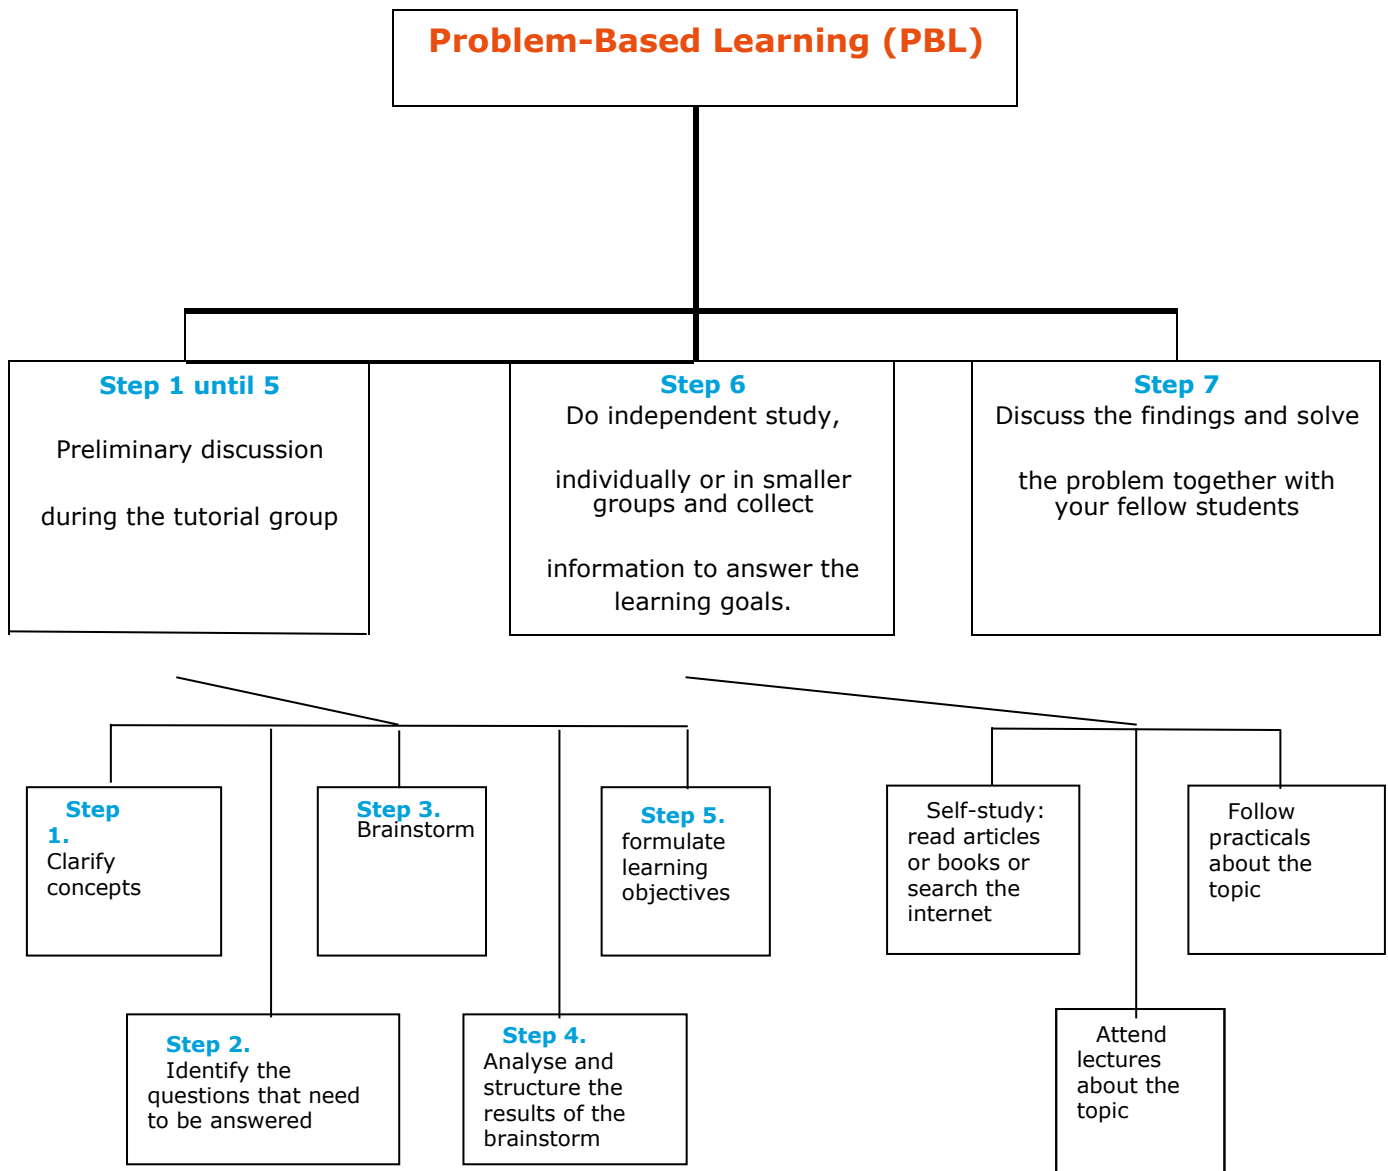 Problem-Based Learning (PBL)
Step 1 until 5
Preliminary discussion
during the tutorial group
Step 6
Do independent study,
individually or in smaller
groups and collect
information to answer the
learning goals.
Step 7
Discuss the findings and solve
the problem together with
your fellow students
Step
1.
Clarify
concepts
Step 2.
Identify the
questions that need
to be answered
Step 3.
Brainstorm
Step 4.
Analyse and
structure the
results of the
brainstorm
Step 5.
formulate
learning
objectives
Self-study:
read articles
or books or
search the
internet
Attend
lectures
about the
topic
Follow
practicals
about the
topic